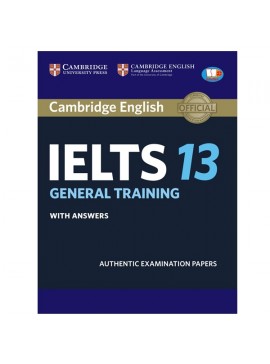 CAMBRIDGE
UNIVERSITY PRESS
CAMBRIDGE ENGLISH
Language Assessment
Cambridge English
OFFICIAL
IELTS 13
GENERAL TRAINING
WITH ANSWERS
AUTHENTIC EXAMINATION PAPERS